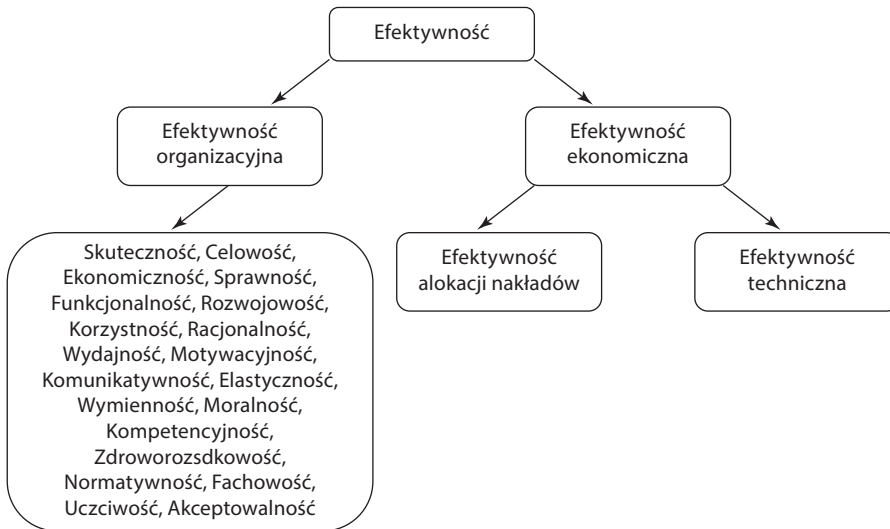 Efektywność
Efektywność
organizacyjna
Efektywność
ekonomiczna
Skuteczność, Celowość,
Ekonomiczność, Sprawność,
Funkcjonalność, Rozwojowość,
Korzystność, Racjonalność,
Wydajność, Motywacyjność,
Komunikatywność, Elastyczność,
Wymienność, Moralność,
Kompetencyjność,
Zdroworozsdkowość,
Normatywność, Fachowość,
Uczciwość, Akceptowalność
Efektywność
alokacji nakładów
Efektywność
techniczna